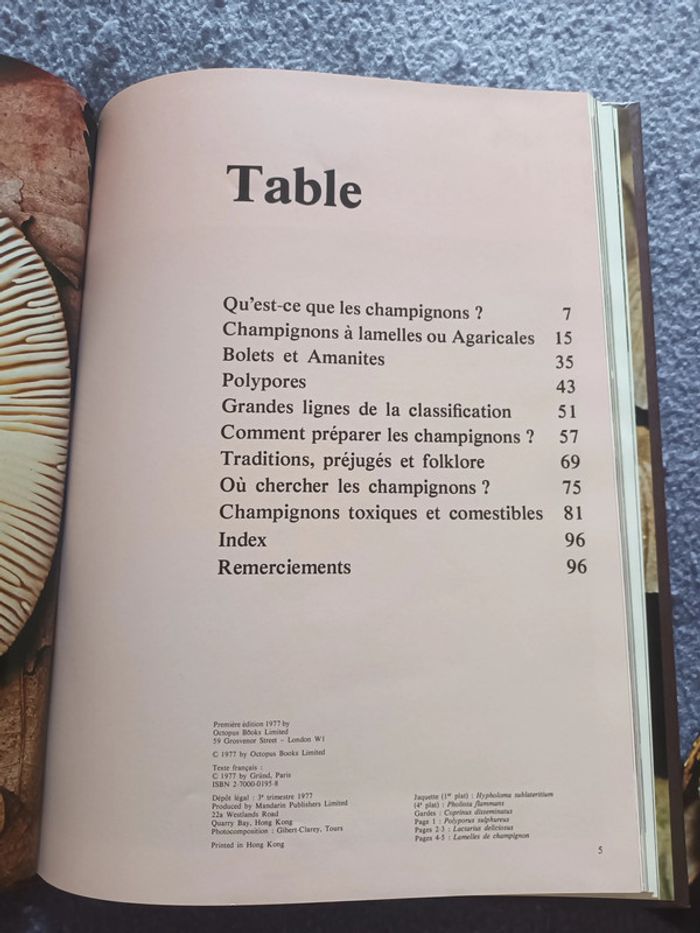 Table
Qu'est-ce que les champignons ? 7
Champignons à lamelles ou Agaricales 15
Bolets et Amanites 35
Polypores 43
Grandes lignes de la classification 51
Comment préparer les champignons ? 57
Traditions, préjugés et folklore 69
Où chercher les champignons ? 75
Champignons toxiques et comestibles 81
Index 96
Remerciements 96
Première édition 1977 by
Octopus Books Limited
59 Grosvenor Street – London W1
© 1977 by Octopus Books Limited
Texte français :
© 1977 by Gründ, Paris
ISBN 2-7000-0195-8
Dépôt légal : 3e trimestre 1977
Produced by Mandarin Publishers Limited
22a Westlands Road
Quarry Bay, Hong Kong
Photocomposition : Gibert-Clarey, Tours
Printed in Hong Kong
Jaquette (1er plat) : Hypholoma sublateritium
(4e plat) : Pholiota flammans
Gardes : Coprinus disseminatus
Page 1 : Polyporus sulphureus
Pages 2-3 : Lactarius deliciosus
Pages 4-5 : Lamelles de champignon
5